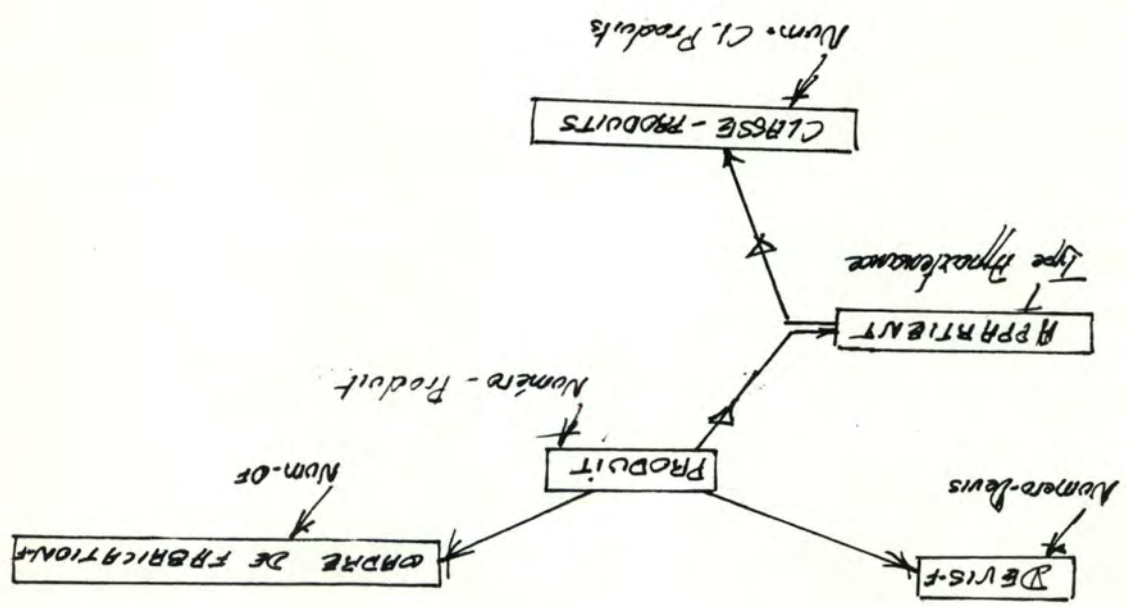 DEVIS-F
ORDRE DE FABRICATION-F
Numero-Devis
Num-OF
PRODUIT
Numéro - Produit
APPARTIENT
Type Appartenance
CLASSE - PRODUITS
Num. Cl. Produits